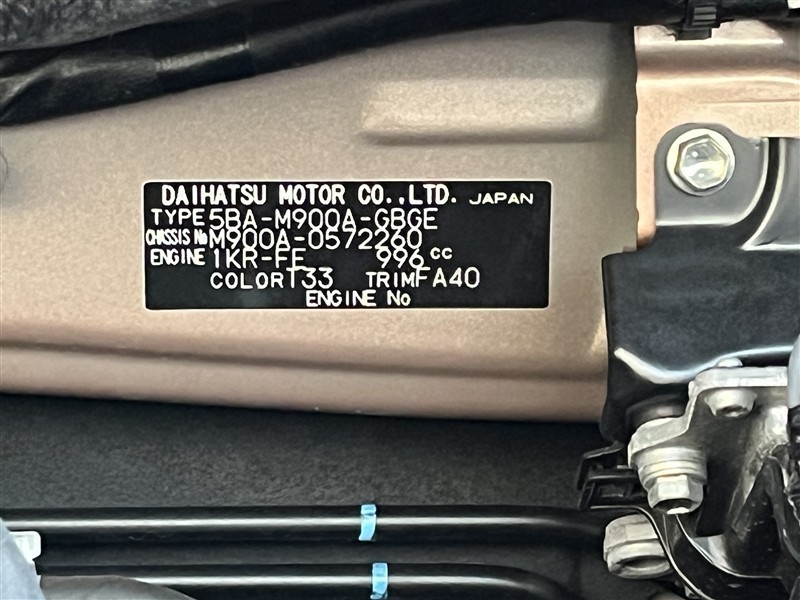 DAIHATSU MOTOR CO.,LTD. JAPAN
TYPE 5BA-M900A-GBGE
CHASSIS No M900A-0572260
ENGINE 1KR-FE 996 cc
COLOR T33 TRIM FA40
ENGINE No